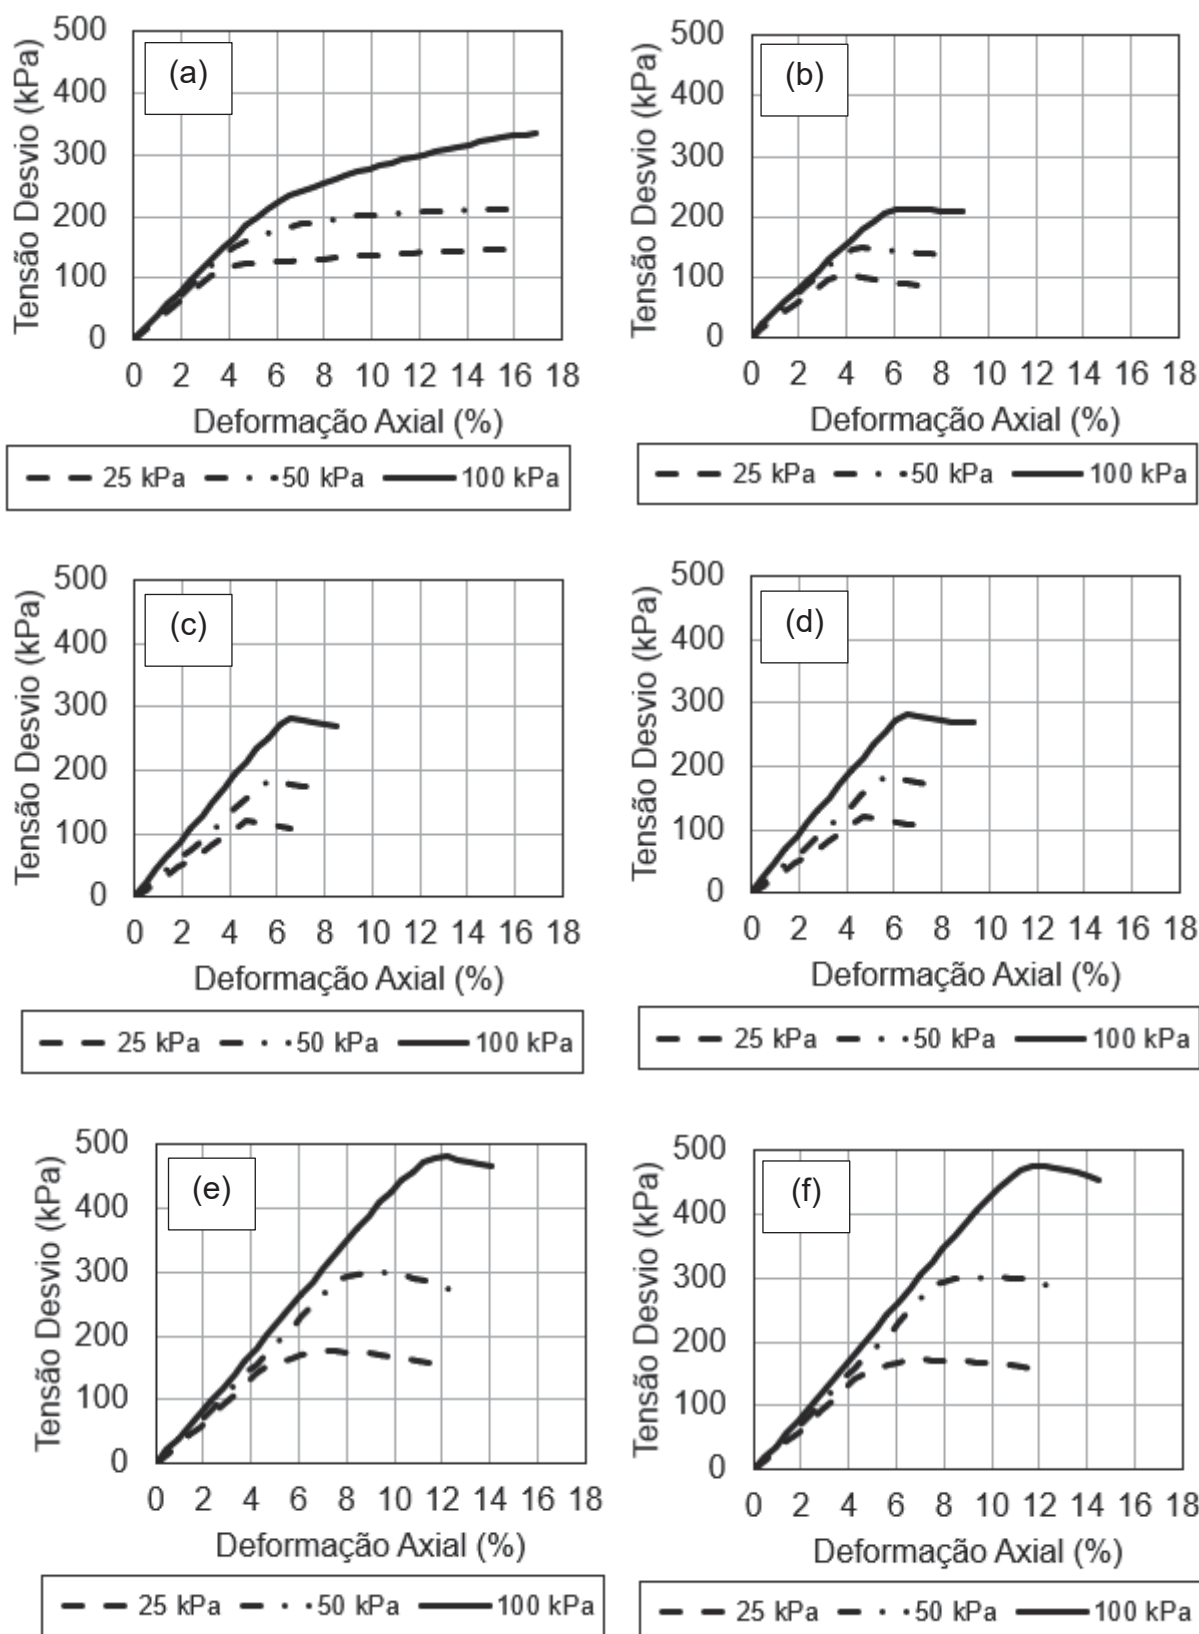 Tensão Desvio (kPa)
500
400
300
200
100
0
(a)
0 2 4 6 8 10 12 14 16 18
Deformação Axial (%)
25 kPa 50 kPa 100 kPa
Tensão Desvio (kPa)
500
400
300
200
100
0
(b)
0 2 4 6 8 10 12 14 16 18
Deformação Axial (%)
25 kPa 50 kPa 100 kPa
Tensão Desvio (kPa)
500
400
300
200
100
0
(c)
0 2 4 6 8 10 12 14 16 18
Deformação Axial (%)
25 kPa 50 kPa 100 kPa
Tensão Desvio (kPa)
500
400
300
200
100
0
(d)
0 2 4 6 8 10 12 14 16 18
Deformação Axial (%)
25 kPa 50 kPa 100 kPa
Tensão Desvio (kPa)
500
400
300
200
100
0
(e)
0 2 4 6 8 10 12 14 16 18
Deformação Axial (%)
25 kPa 50 kPa 100 kPa
Tensão Desvio (kPa)
500
400
300
200
100
0
(f)
0 2 4 6 8 10 12 14 16 18
Deformação Axial (%)
25 kPa 50 kPa 100 kPa